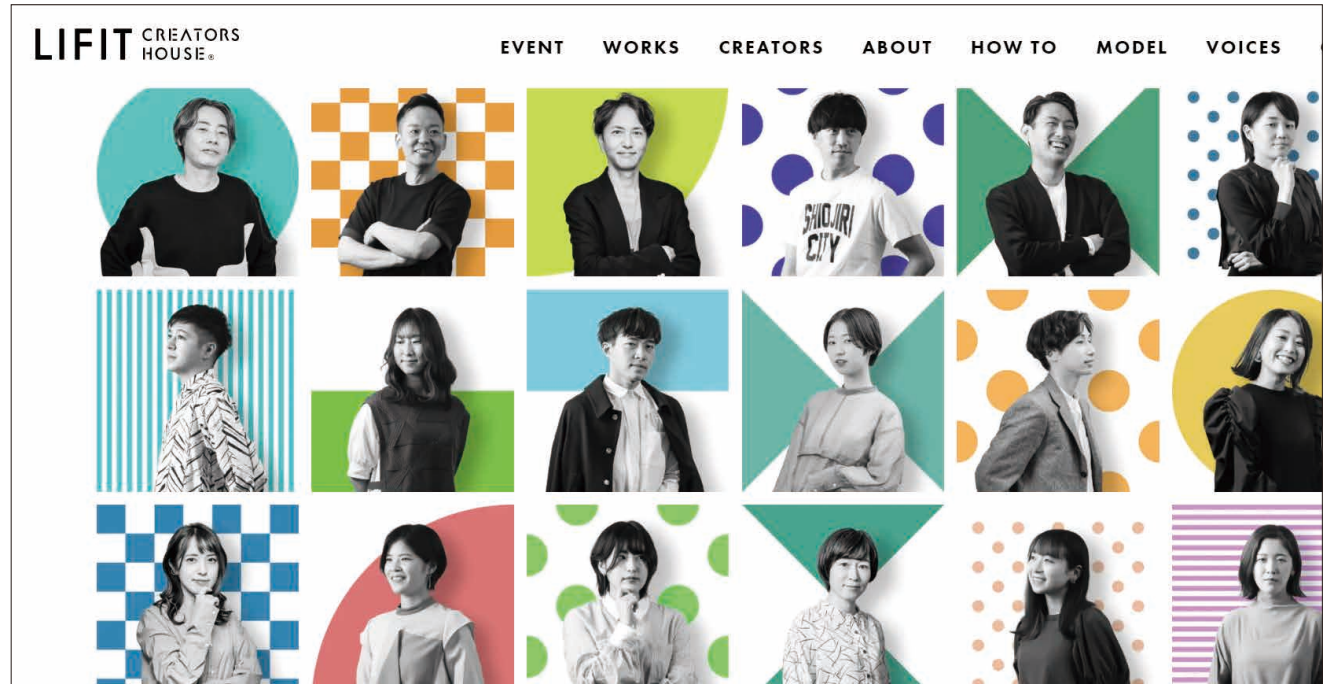 LIFIT CREATORS
HOUSE®
EVENT WORKS CREATORS ABOUT HOW TO MODEL VOICES
SHIOJIRI
CITY